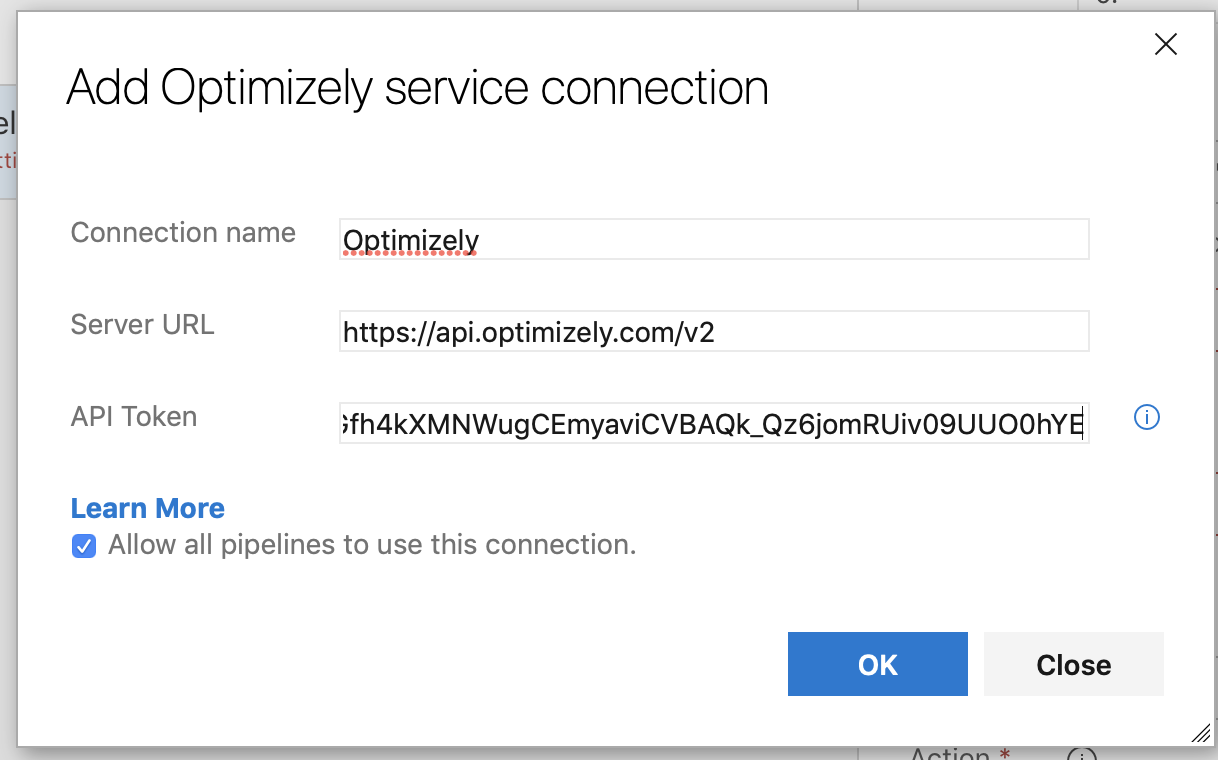 Add Optimizely service connection
Connection name
Optimizely
Server URL
https://api.optimizely.com/v2
API Token
Gfh4kXMNWugCEmyaviCVBAQk_Qz6jomRUiv09UUO0hYE
Learn More
Allow all pipelines to use this connection.
OK
Close
Action *